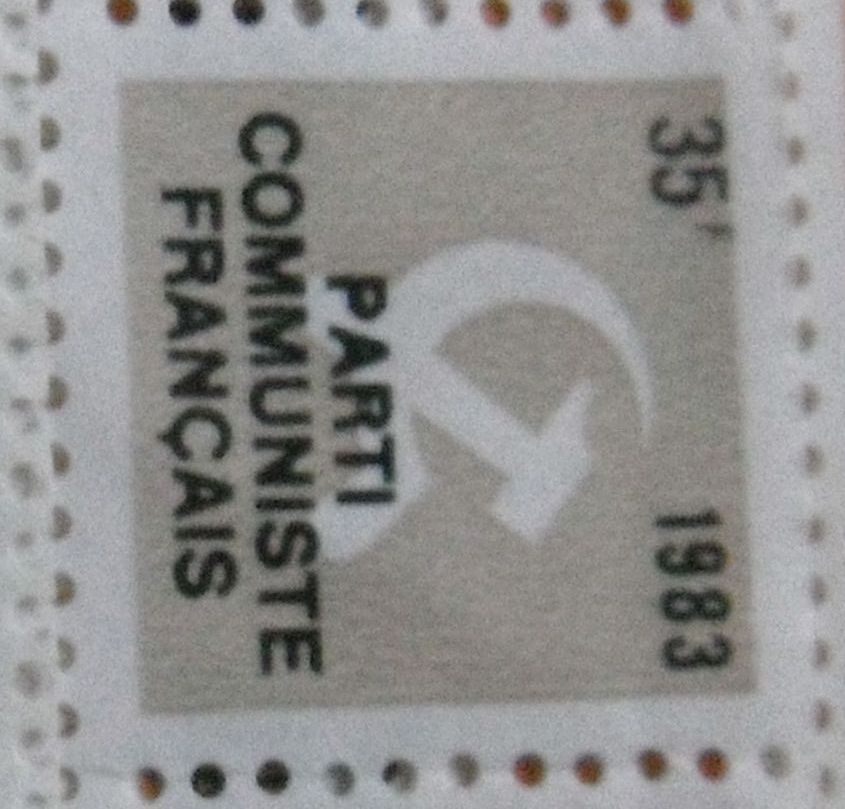 35F
1983
PARTI
COMMUNISTE
FRANÇAIS